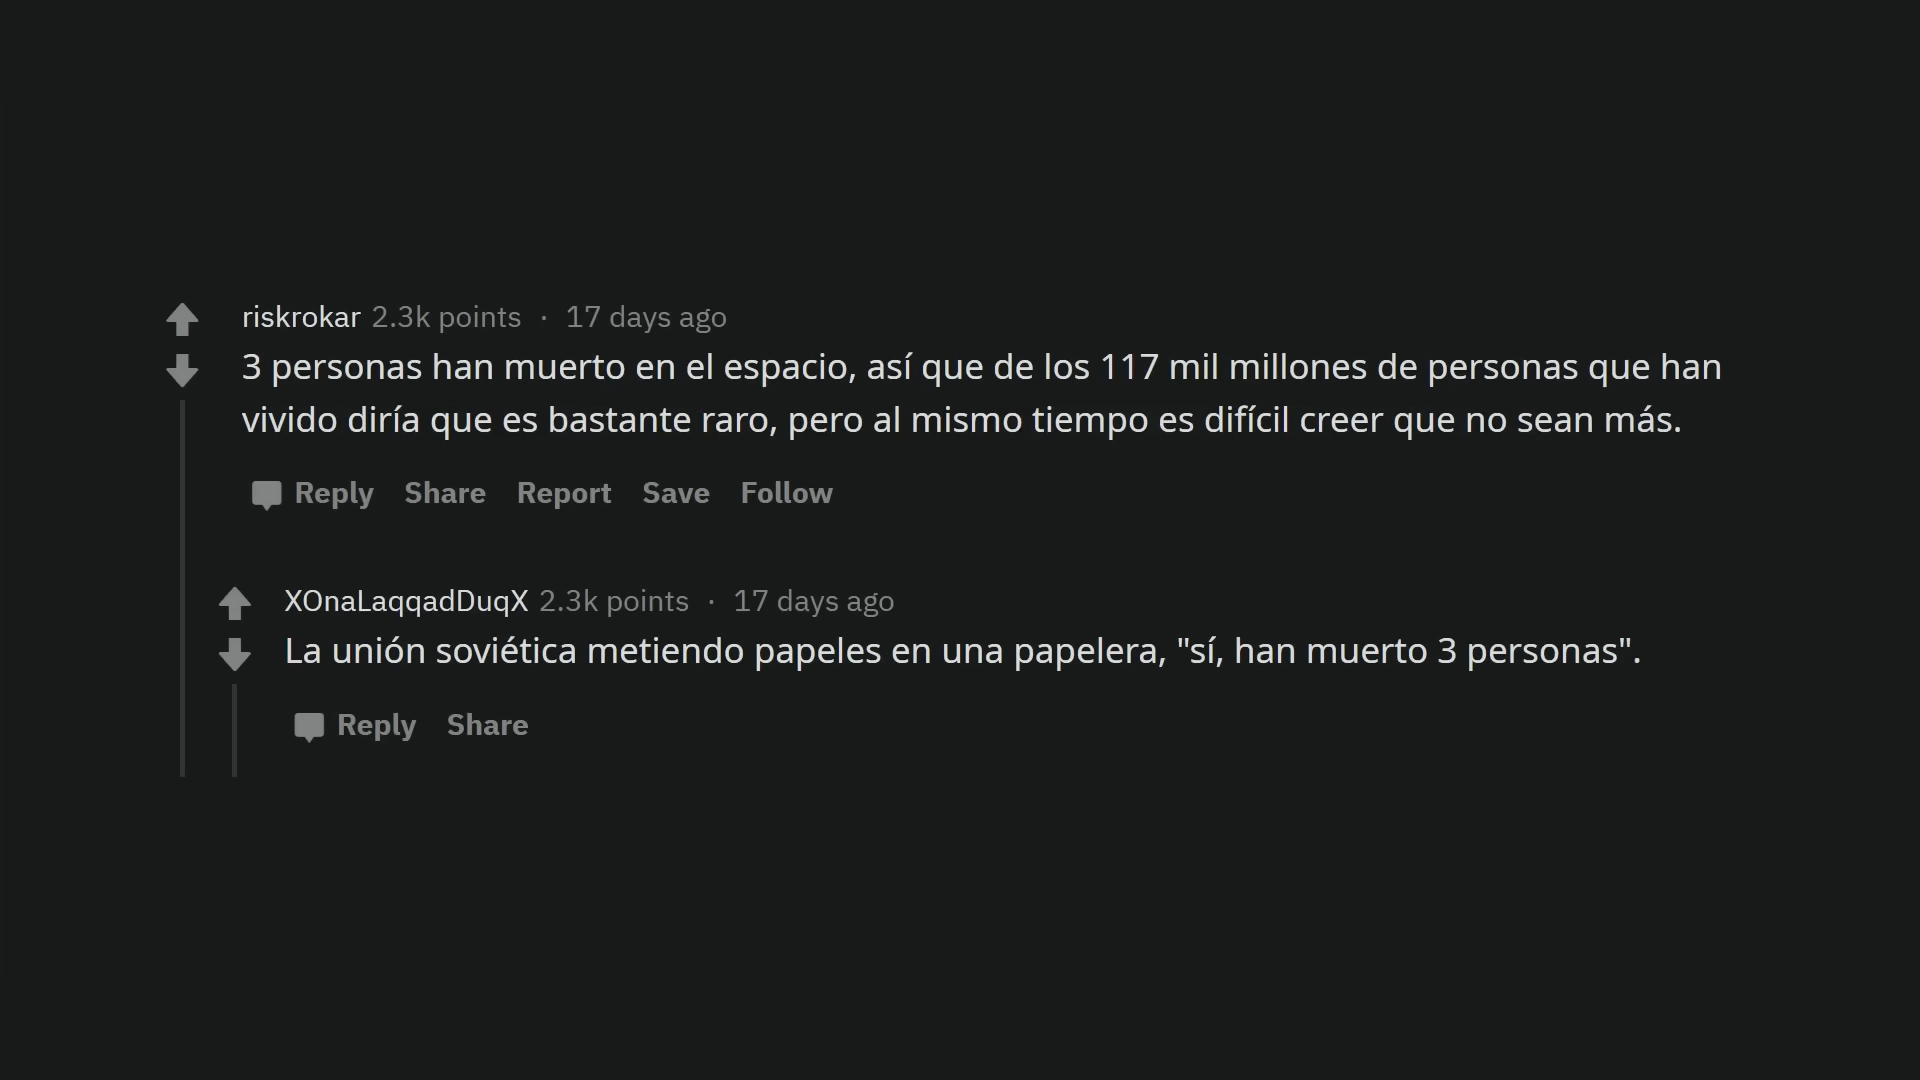 riskrokar 2.3k points · 17 days ago
3 personas han muerto en el espacio, así que de los 117 mil millones de personas que han
vivido diría que es bastante raro, pero al mismo tiempo es difícil creer que no sean más.
Reply Share Report Save Follow
XOnaLaqqadDuqX 2.3k points · 17 days ago
La unión soviética metiendo papeles en una papelera, "sí, han muerto 3 personas".
Reply Share